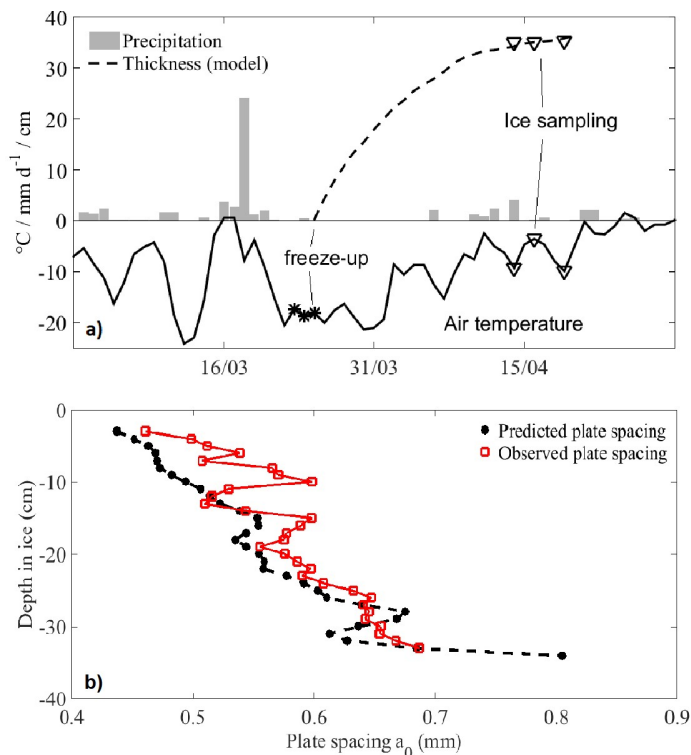 40
30
20
10
0
-10
-20
°C / mm d⁻¹ / cm
Precipitation
Thickness (model)
Ice sampling
freeze-up
Air temperature
a)
16/03
31/03
15/04
0
-10
-20
-30
-40
Depth in ice (cm)
Predicted plate spacing
Observed plate spacing
b)
0.4
0.5
0.6
0.7
0.8
0.9
Plate spacing a₀ (mm)